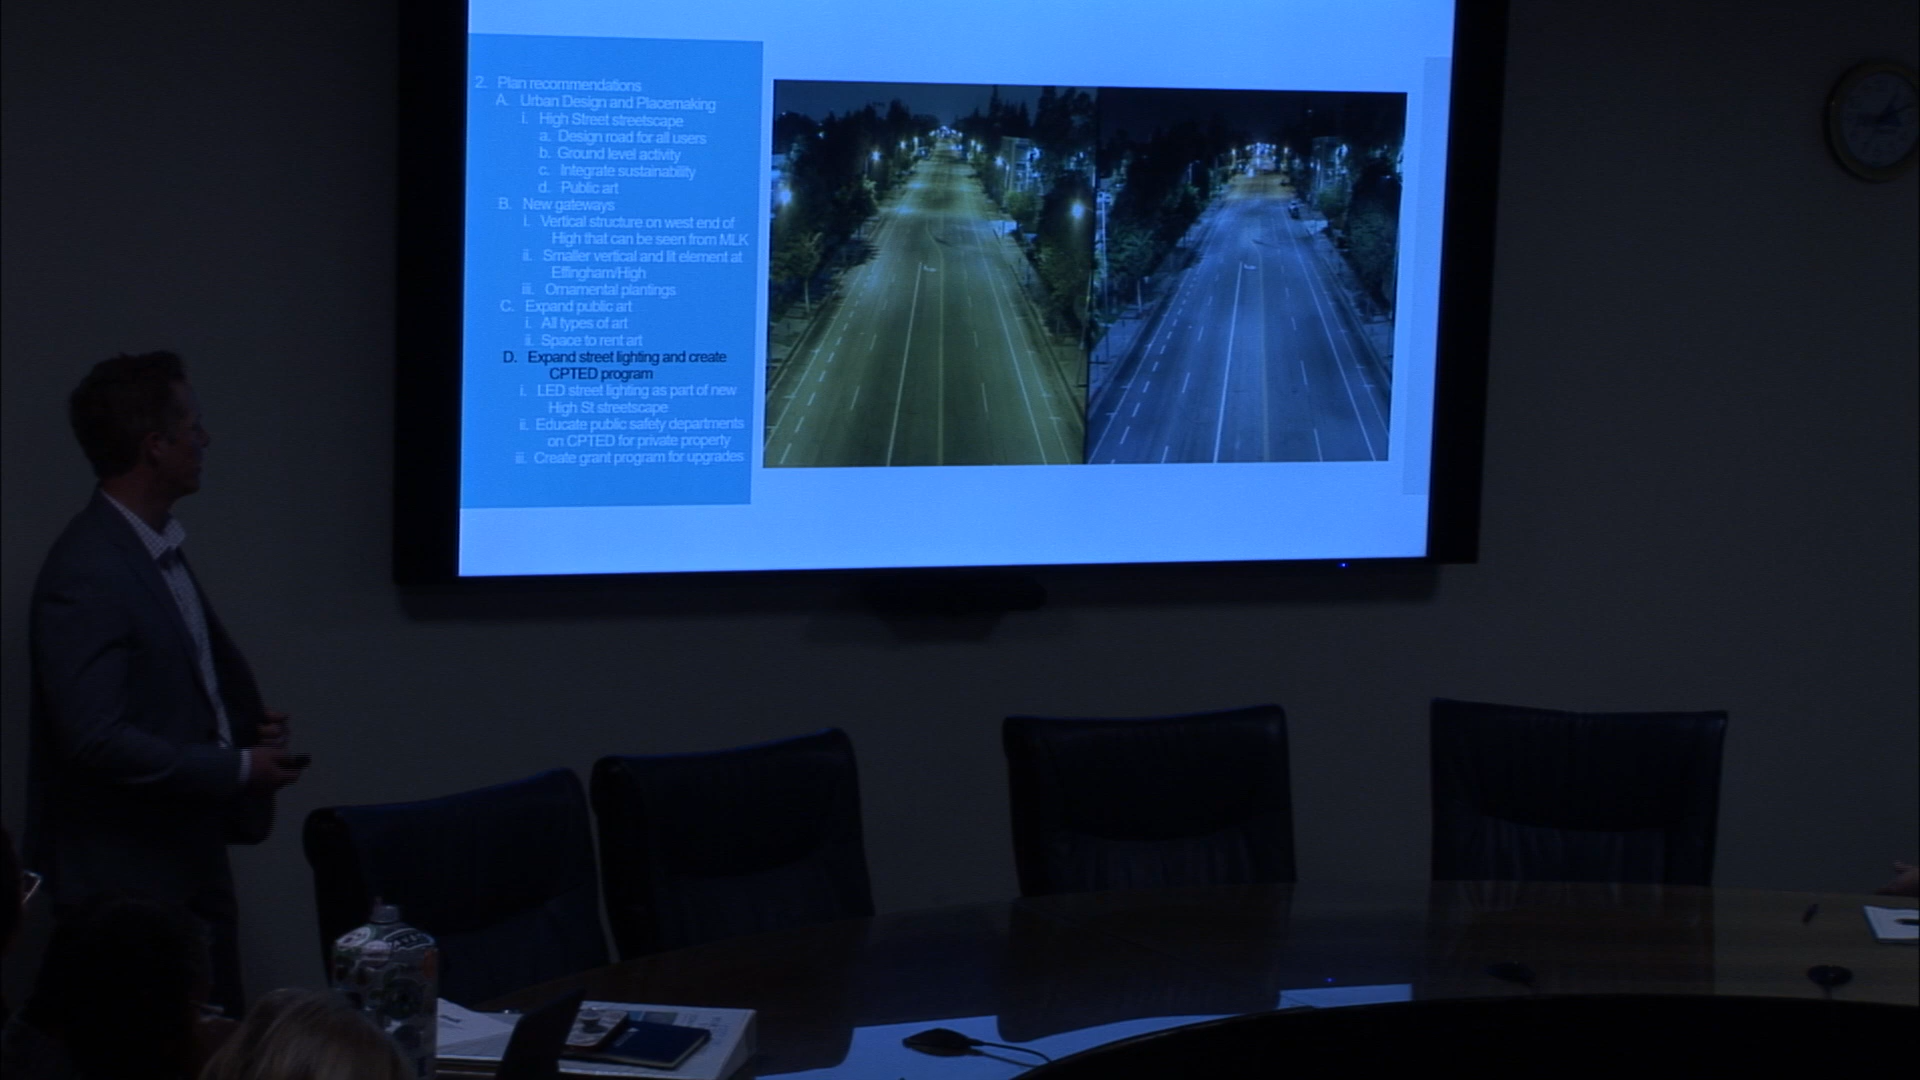 2. Plan recommendations
A. Urban Design and Placemaking
i. High Street streetscape
a. Design road for all users
b. Ground level activity
c. Integrate sustainability
d. Public art
B. New gateways
i. Vertical structure on west end of
High that can be seen from MLK
ii. Smaller vertical and lit element at
Effingham/High
iii. Ornamental plantings
C. Expand public art
i. All types of art
ii. Space to rent art
D. Expand street lighting and create
CPTED program
i. LED street lighting as part of new
High St streetscape
ii. Educate public safety departments
on CPTED for private property
iii. Create grant program for upgrades